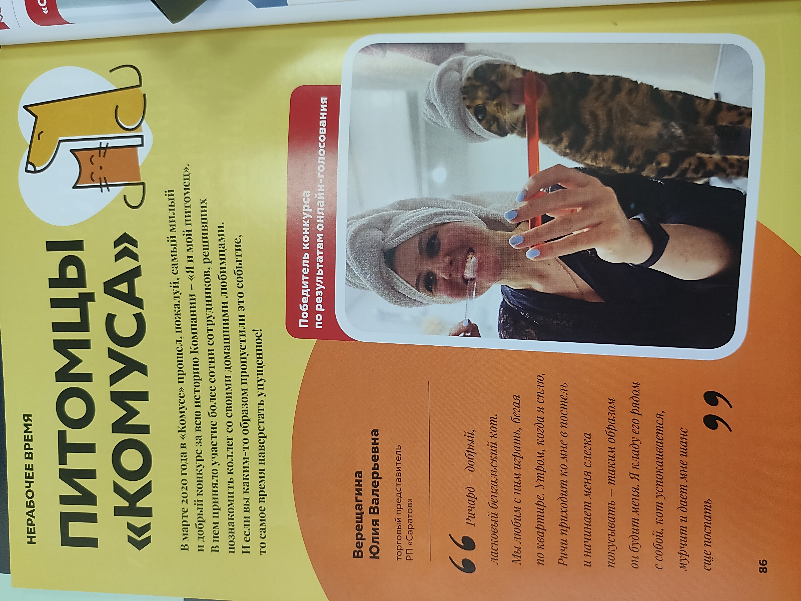 НЕРАБОЧЕЕ ВРЕМЯ
ПИТОМЦЫ
«КОМУСА»
В марте 2020 года в «Комусе» прошел, пожалуй, самый милый
и добрый конкурс за всю историю Компании – «Я и мой питомец».
В нем приняло участие более сотни сотрудников, решивших
познакомить коллег со своими домашними любимцами.
И если вы каким-то образом пропустили это событие,
то самое время наверстать упущенное!
Победитель конкурса
по результатам онлайн-голосования
Верещагина
Юлия Валерьевна
торговый представитель
РП «Саратов»
“ Ричард – добрый,
ласковый бенгальский кот.
Мы любим с ним играть, бегая
по квартире. Утром, когда я сплю,
Ричи приходит ко мне в постель
и начинает меня слегка
покусывать – таким образом
он будит меня. Я кладу его рядом
с собой, кот успокаивается,
мурчит и дает мне шанс
еще поспать ”
86